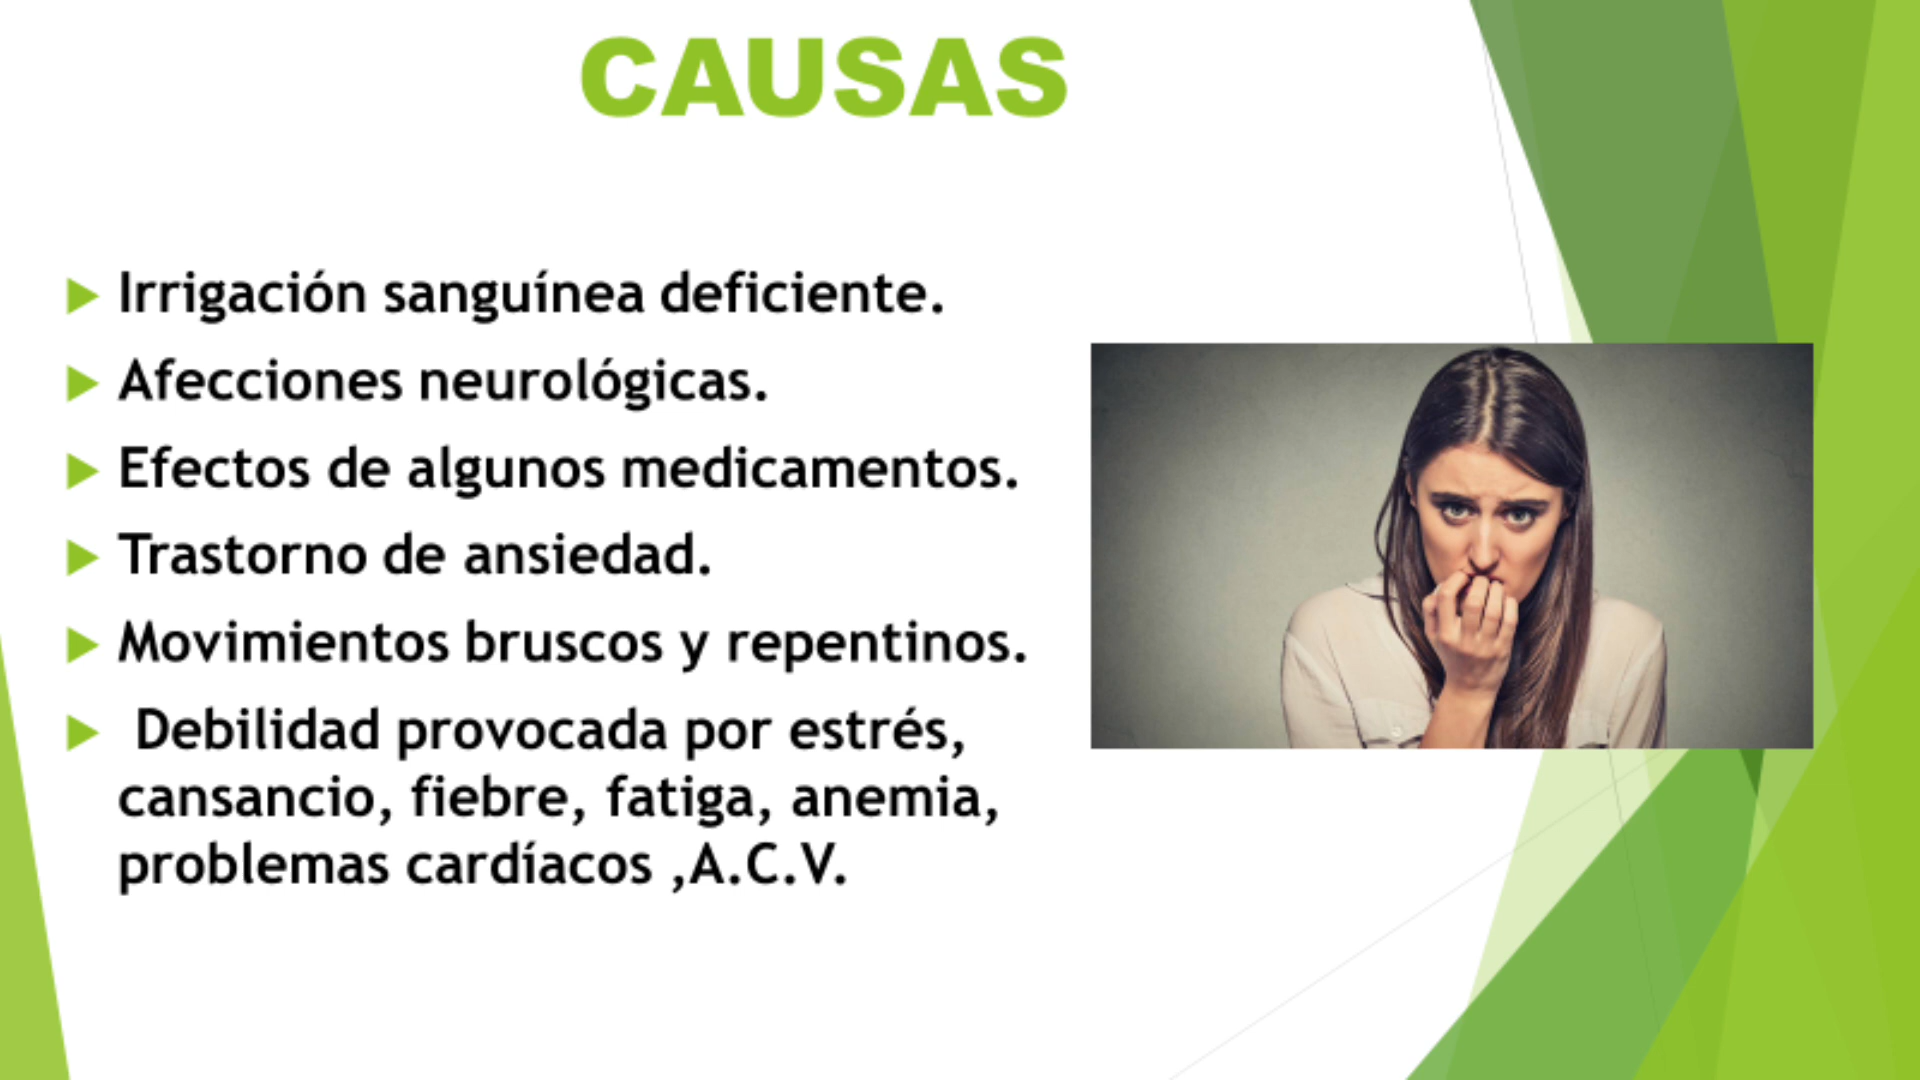 CAUSAS
Irrigación sanguínea deficiente.
Afecciones neurológicas.
Efectos de algunos medicamentos.
Trastorno de ansiedad.
Movimientos bruscos y repentinos.
Debilidad provocada por estrés,
cansancio, fiebre, fatiga, anemia,
problemas cardíacos ,A.C.V.